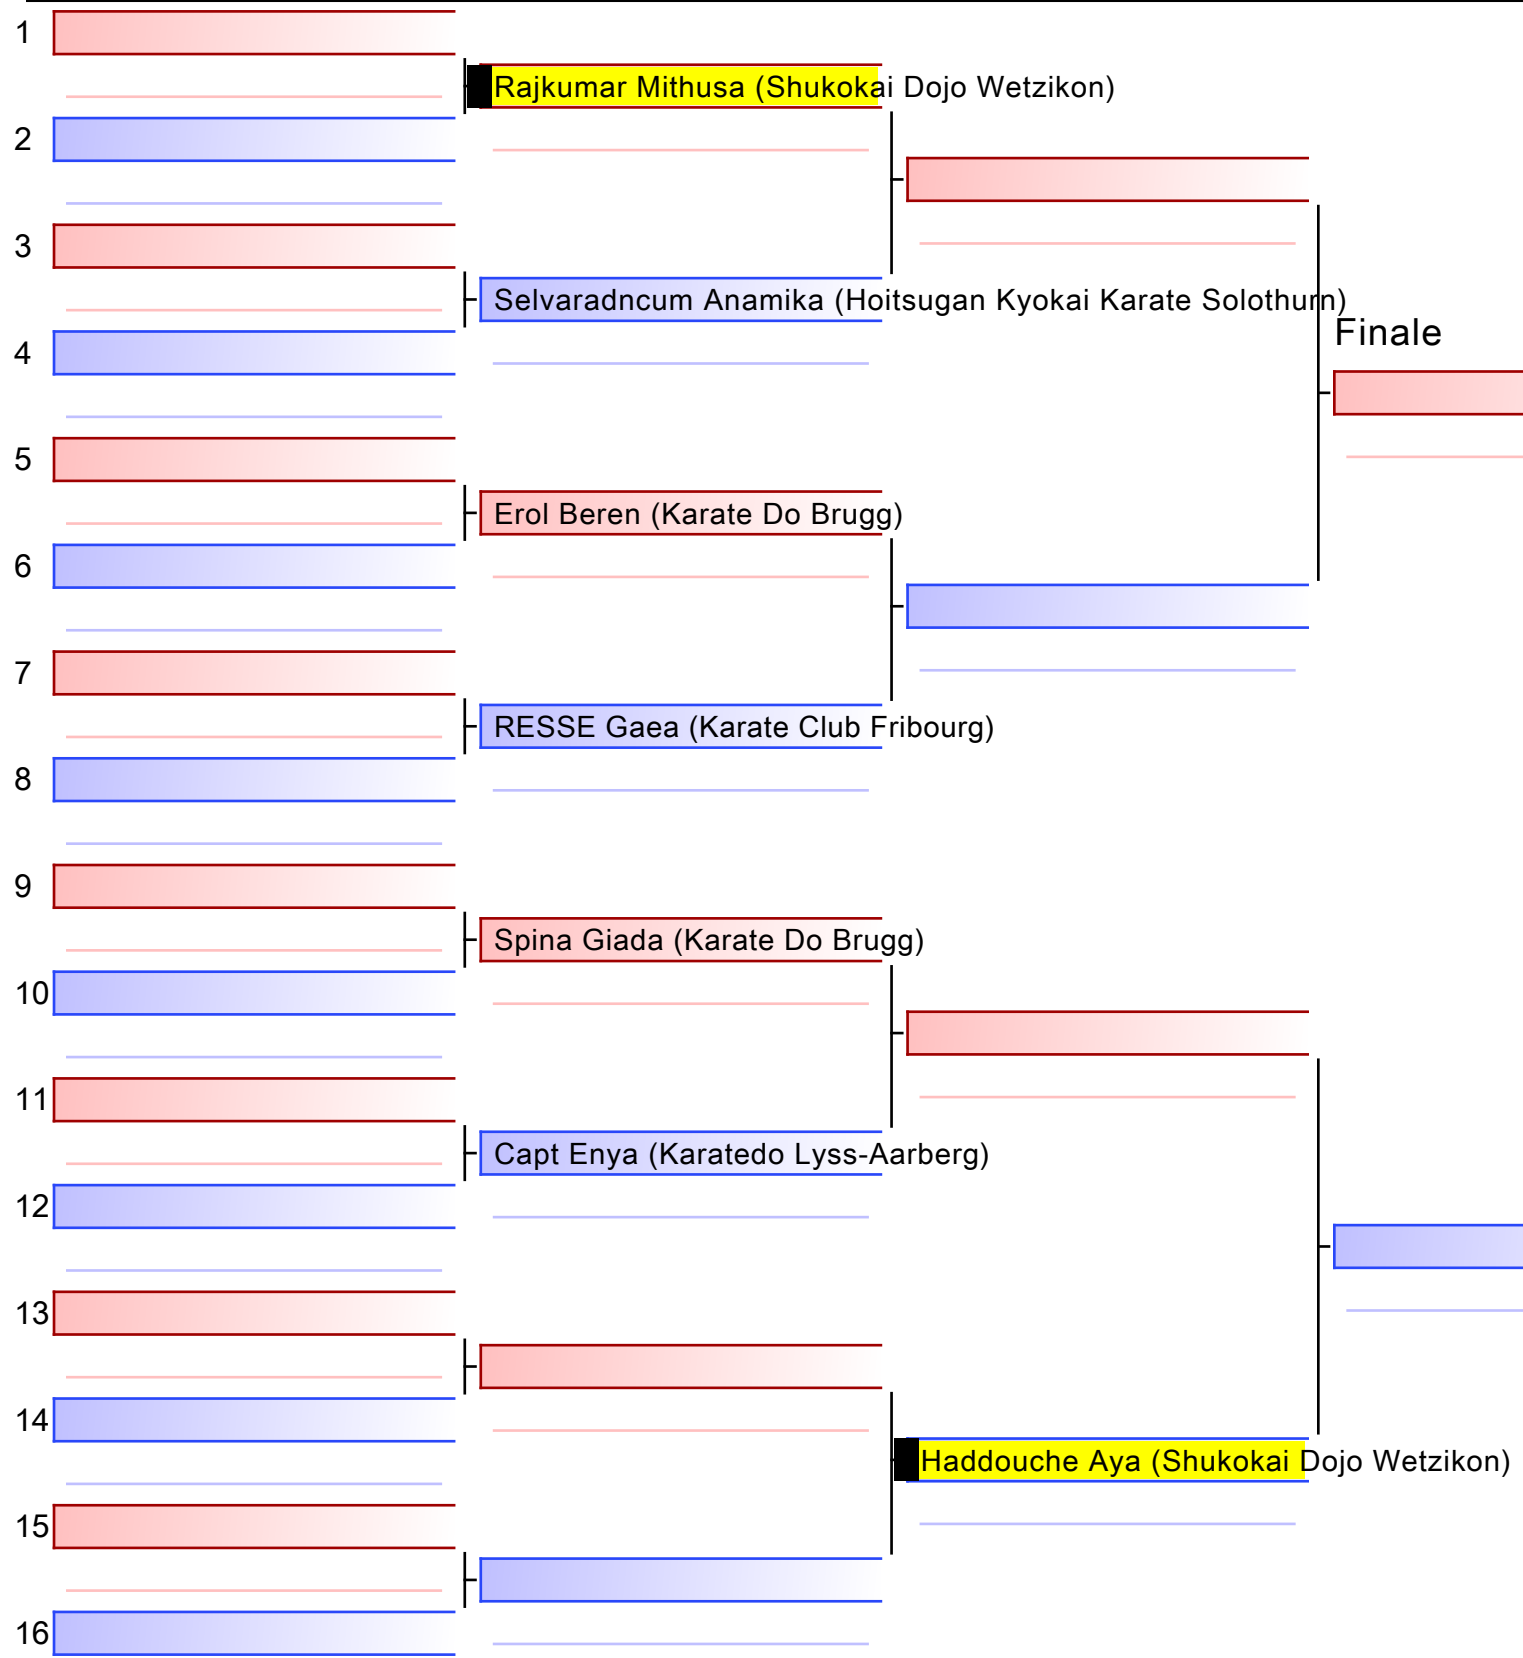 1
Rajkumar Mithusa (Shukokai Dojo Wetzikon)
2
3
Selvaradncum Anamika (Hoitsugan Kyokai Karate Solothurn)
Finale
4
5
Erol Beren (Karate Do Brugg)
6
7
RESSE Gaea (Karate Club Fribourg)
8
9
Spina Giada (Karate Do Brugg)
10
11
Capt Enya (Karatedo Lyss-Aarberg)
12
13
14
Haddouche Aya (Shukokai Dojo Wetzikon)
15
16